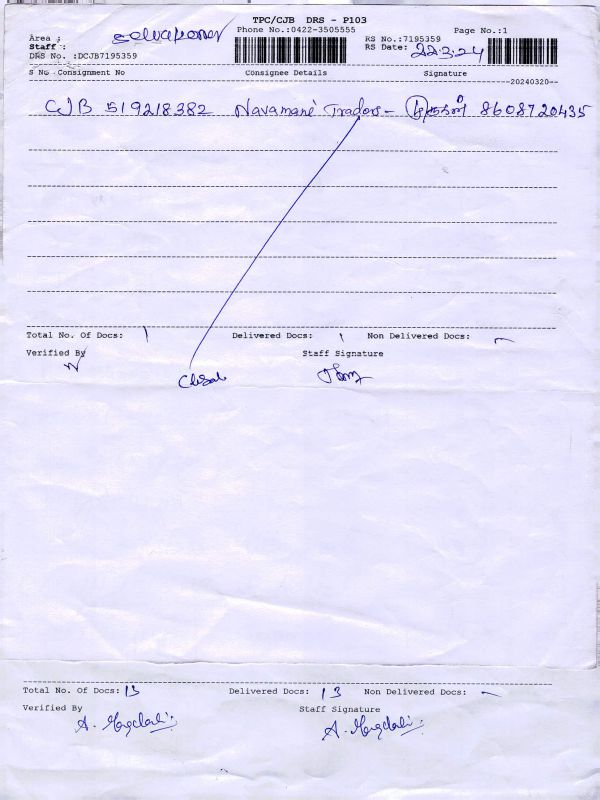 TPC/CJB DRS - P103
Phone No.:0422-3505555 Page No.:1
Area :
Staff :
RS No.:7195359
RS Date: 22.3.24
DRS No. :DCJB7195359
S No Consignment No Consignee Details Signature
20240320
CJB 519218382 Navamani Traders - 8608720435
Total No. Of Docs: 1 Delivered Docs: 1 Non Delivered Docs: -
Verified By Staff Signature
Total No. Of Docs: 13 Delivered Docs: 13 Non Delivered Docs: -
Verified By Staff Signature